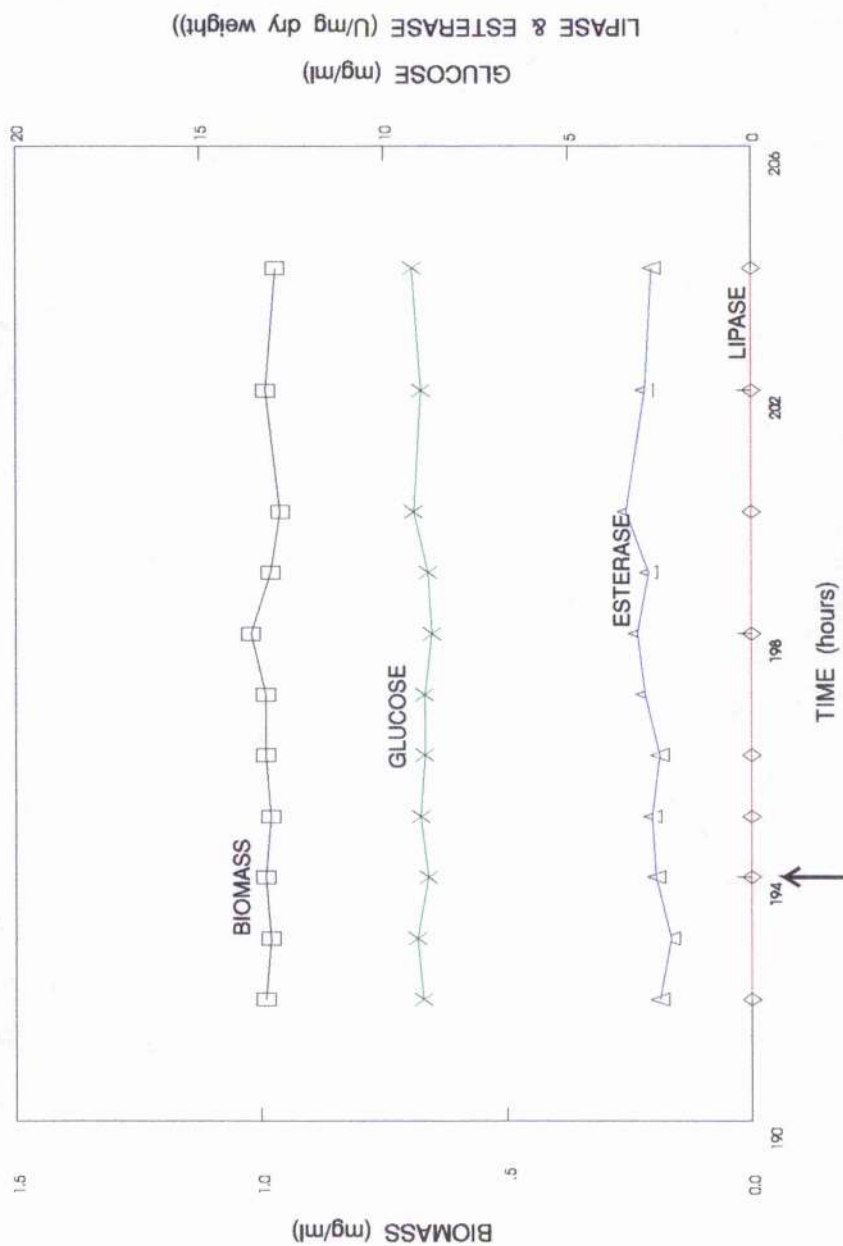 LIPASE & ESTERASE (U/mg dry weight))
GLUCOSE (mg/ml)
20
15
10
5
0
206
202
198
194
190
TIME (hours)
BIOMASS
GLUCOSE
ESTERASE
LIPASE
1.5
1.0
.5
0.0
BIOMASS (mg/ml)